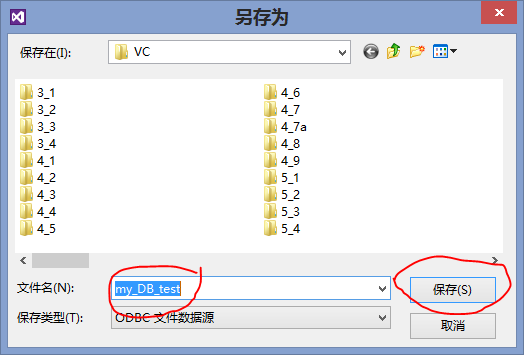 另存为
保存在(I):
VC
3_1
3_2
3_3
3_4
4_1
4_2
4_3
4_4
4_5
4_6
4_7
4_7a
4_8
4_9
5_1
5_2
5_3
5_4
文件名(N):
my_DB_test
保存(S)
保存类型(T):
ODBC 文件数据源
取消